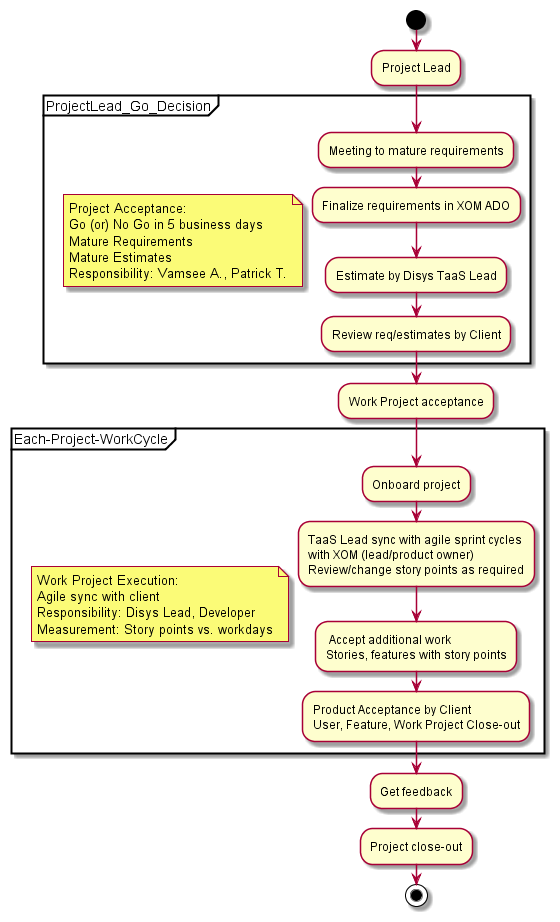 Project Lead
ProjectLead_Go_Decision
Meeting to mature requirements
Project Acceptance:
Go (or) No Go in 5 business days
Mature Requirements
Mature Estimates
Responsibility: Vamsee A., Patrick T.
Finalize requirements in XOM ADO
Estimate by Disys TaaS Lead
Review req/estimates by Client
Work Project acceptance
Each-Project-WorkCycle
Onboard project
TaaS Lead sync with agile sprint cycles
with XOM (lead/product owner)
Review/change story points as required
Work Project Execution:
Agile sync with client
Responsibility: Disys Lead, Developer
Measurement: Story points vs. workdays
Accept additional work
Stories, features with story points
Product Acceptance by Client
User, Feature, Work Project Close-out
Get feedback
Project close-out